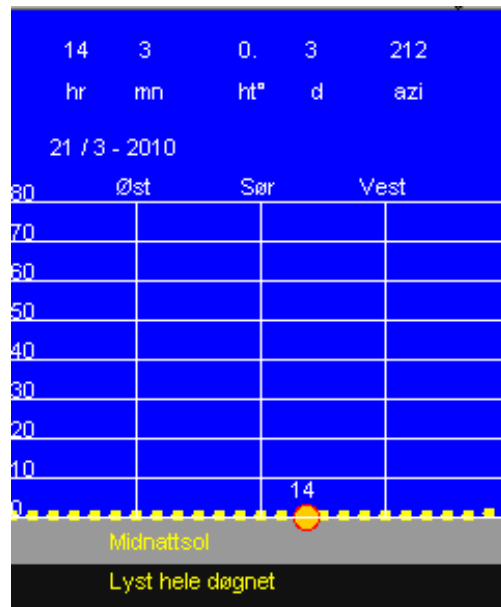 14 3 0. 3 212
hr mn ht° d azi
21 / 3 - 2010
Øst Sør Vest
80
70
60
50
40
30
20
10
14
0
Midnattsol
Lyst hele døgnet